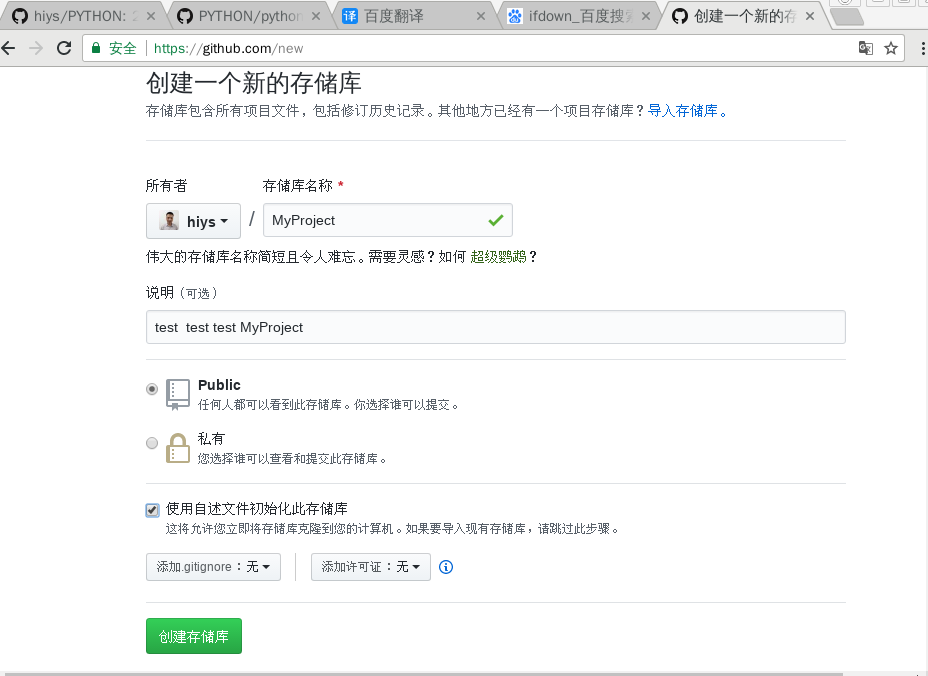 hiys/PYTHON:
PYTHON/python
译 百度翻译
ifdown_百度搜
创建一个新的存
安全 https://github.com/new
创建一个新的存储库
存储库包含所有项目文件，包括修订历史记录。其他地方已经有一个项目存储库？导入存储库。
所有者 存储库名称 *
hiys / MyProject
伟大的存储库名称简短且令人难忘。需要灵感？如何 超级鹦鹉？
说明（可选）
test  test test MyProject
Public
任何人都可以看到此存储库。你选择谁可以提交。
私有
您选择谁可以查看和提交此存储库。
使用自述文件初始化此存储库
这将允许您立即将存储库克隆到您的计算机。如果要导入现有存储库，请跳过此步骤。
添加.gitignore：无 添加许可证：无
创建存储库